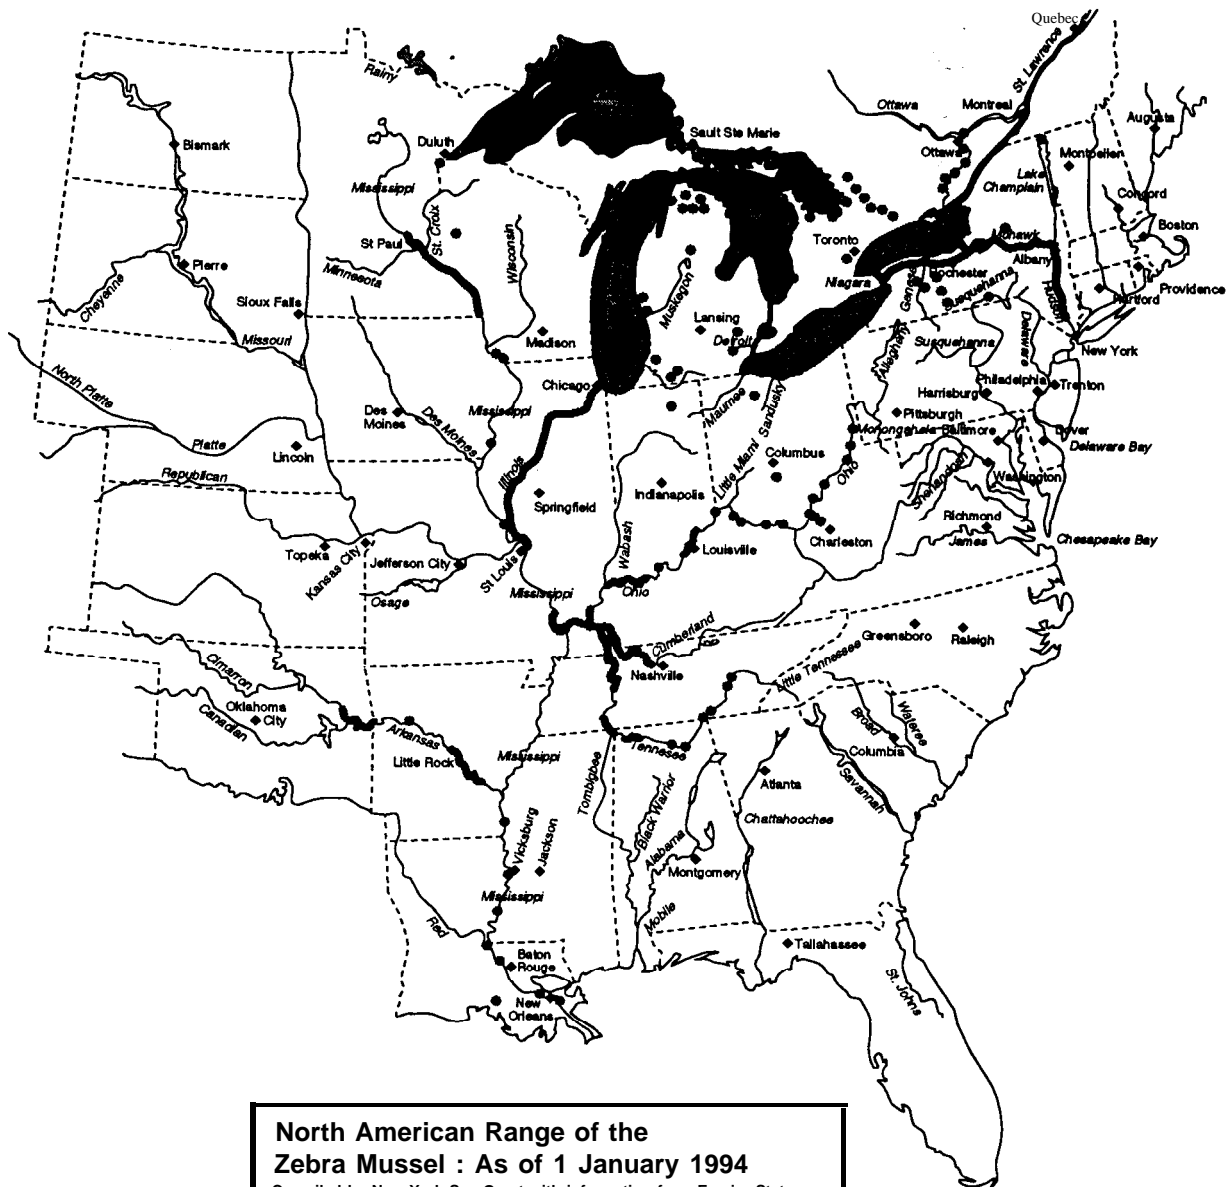 Quebec
St. Lawrence
Rainy
Ottawa
Montreal
Augusta
Sault Ste Marie
Bismark
Duluth
Ottawa
Montpelier
Lake
Champlain
Mississippi
Concord
St. Croix
Wisconsin
Boston
St Paul
Toronto
Mohawk
Albany
Minnesota
Pierre
Rochester
Providence
Cheyenne
Muskegon
Niagara
Genesee
Susquehanna
Hudson
Hartford
Sioux Falls
Lansing
Delaware
Missouri
Madison
Detroit
Allegheny
Susquehanna
New York
North Platte
Chicago
Philadelphia
Trenton
Harrisburg
Des
Moines
Des Moines
Mississippi
Maumee
Sandusky
Pittsburgh
Monongahela
Baltimore
Dover
Delaware Bay
Platte
Lincoln
Columbus
Republican
Illinois
Little Miami
Ohio
Shenandoah
Washington
Springfield
Indianapolis
Richmond
James
Chesapeake Bay
Topeka
Kansas City
Jefferson City
St Louis
Wabash
Louisville
Charleston
Osage
Mississippi
Ohio
Cumberland
Greensboro
Raleigh
Cimarron
Nashville
Little Tennessee
Oklahoma
City
Canadian
Arkansas
Broad
Wateree
Little Rock
Mississippi
Tennesee
Columbia
Tombigbee
Atlanta
Savannah
Black Warrior
Chattahoochee
Vicksburg
Jackson
Alabama
Montgomery
Mississippi
Red
Mobile
Tallahassee
Baton
Rouge
St. Johns
New
Orleans
North American Range of the
Zebra Mussel : As of 1 January 1994